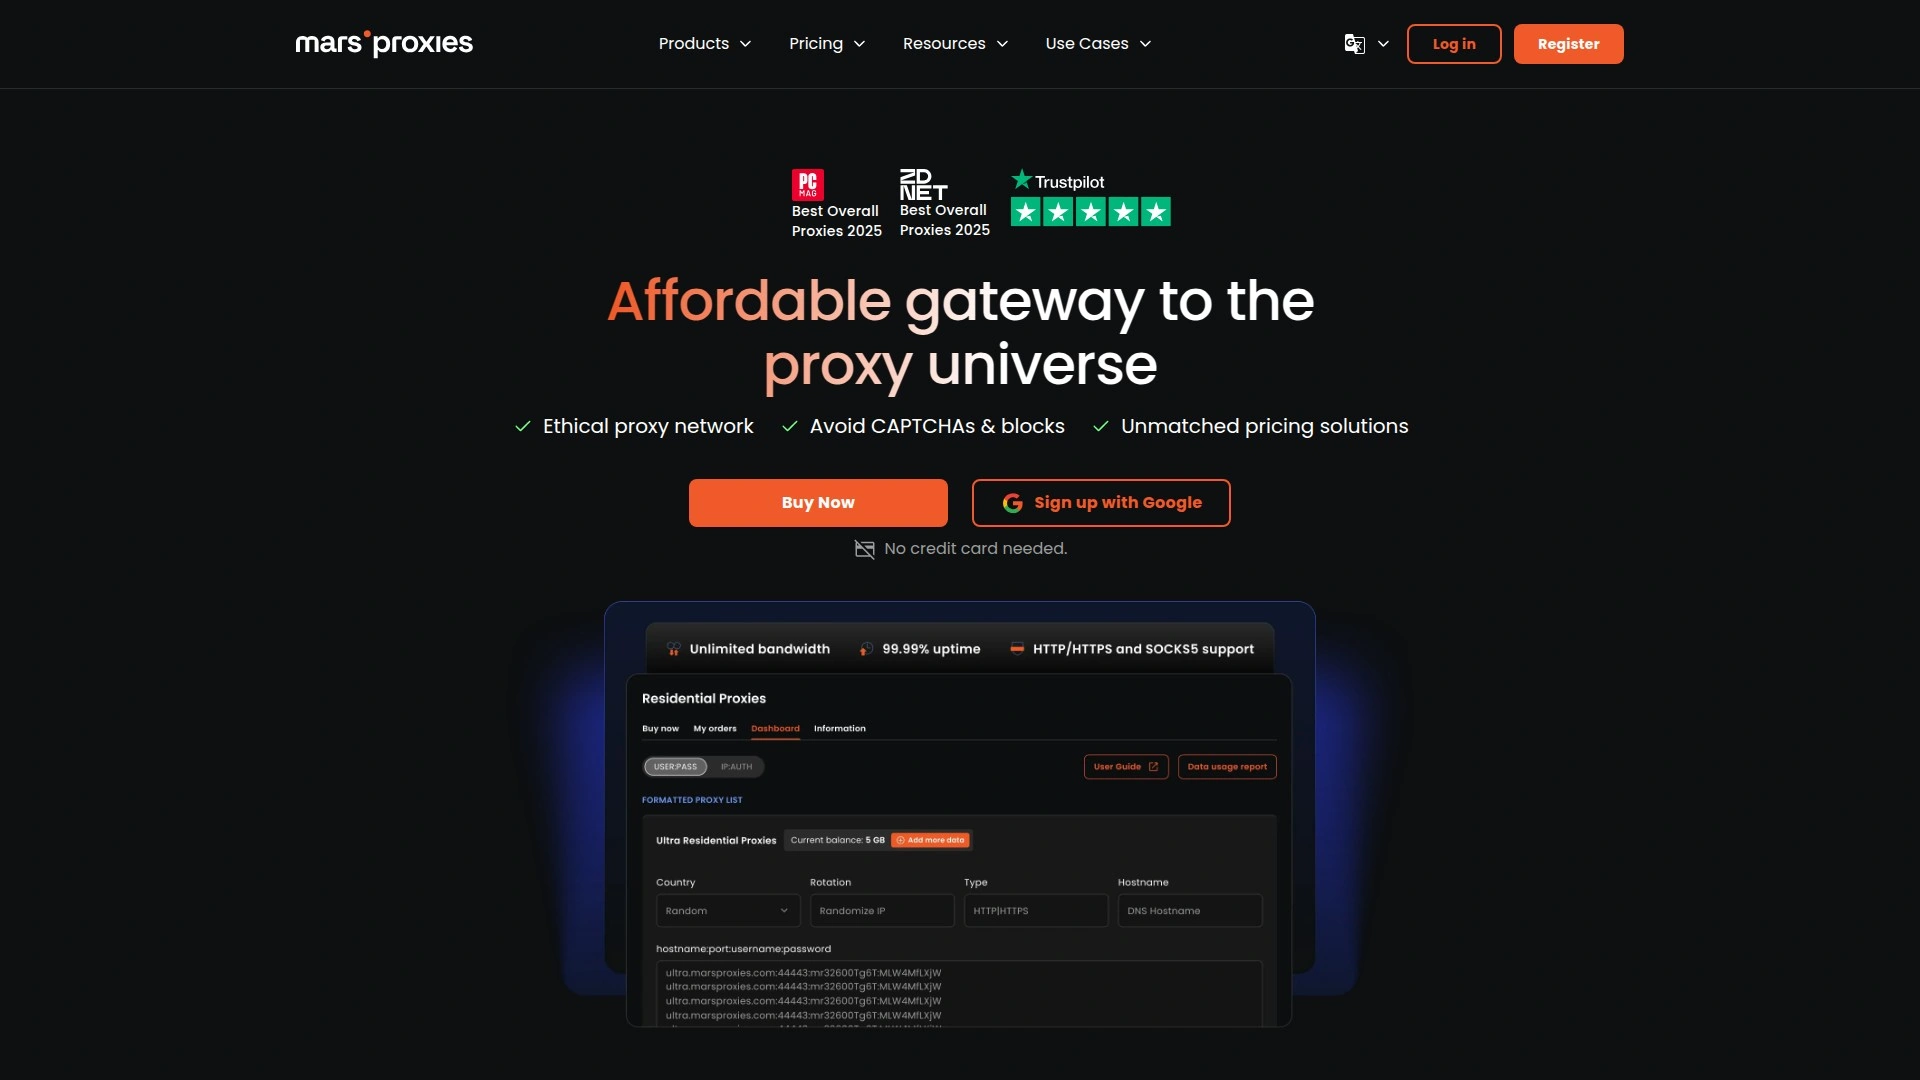 mars proxies
Products
Pricing
Resources
Use Cases
Log in
Register
PC
MAG
Best Overall
Proxies 2025
ZD
NET
Best Overall
Proxies 2025
Trustpilot
Affordable gateway to the
proxy universe
Ethical proxy network
Avoid CAPTCHAs & blocks
Unmatched pricing solutions
Buy Now
Sign up with Google
No credit card needed.
Unlimited bandwidth
99.99% uptime
HTTP/HTTPS and SOCKS5 support
Residential Proxies
Buy now
My orders
Dashboard
Information
USER:PASS
IP:AUTH
User Guide
Data usage report
FORMATTED PROXY LIST
Ultra Residential Proxies
Current balance: 5 GB
Add more data
Country
Rotation
Type
Hostname
Random
Randomize IP
HTTP|HTTPS
DNS Hostname
hostname:port:username:password
ultra.marsproxies.com:44443:mr32600Tg6T:MLW4MfLXjW
ultra.marsproxies.com:44443:mr32600Tg6T:MLW4MfLXjW
ultra.marsproxies.com:44443:mr32600Tg6T:MLW4MfLXjW
ultra.marsproxies.com:44443:mr32600Tg6T:MLW4MfLXjW